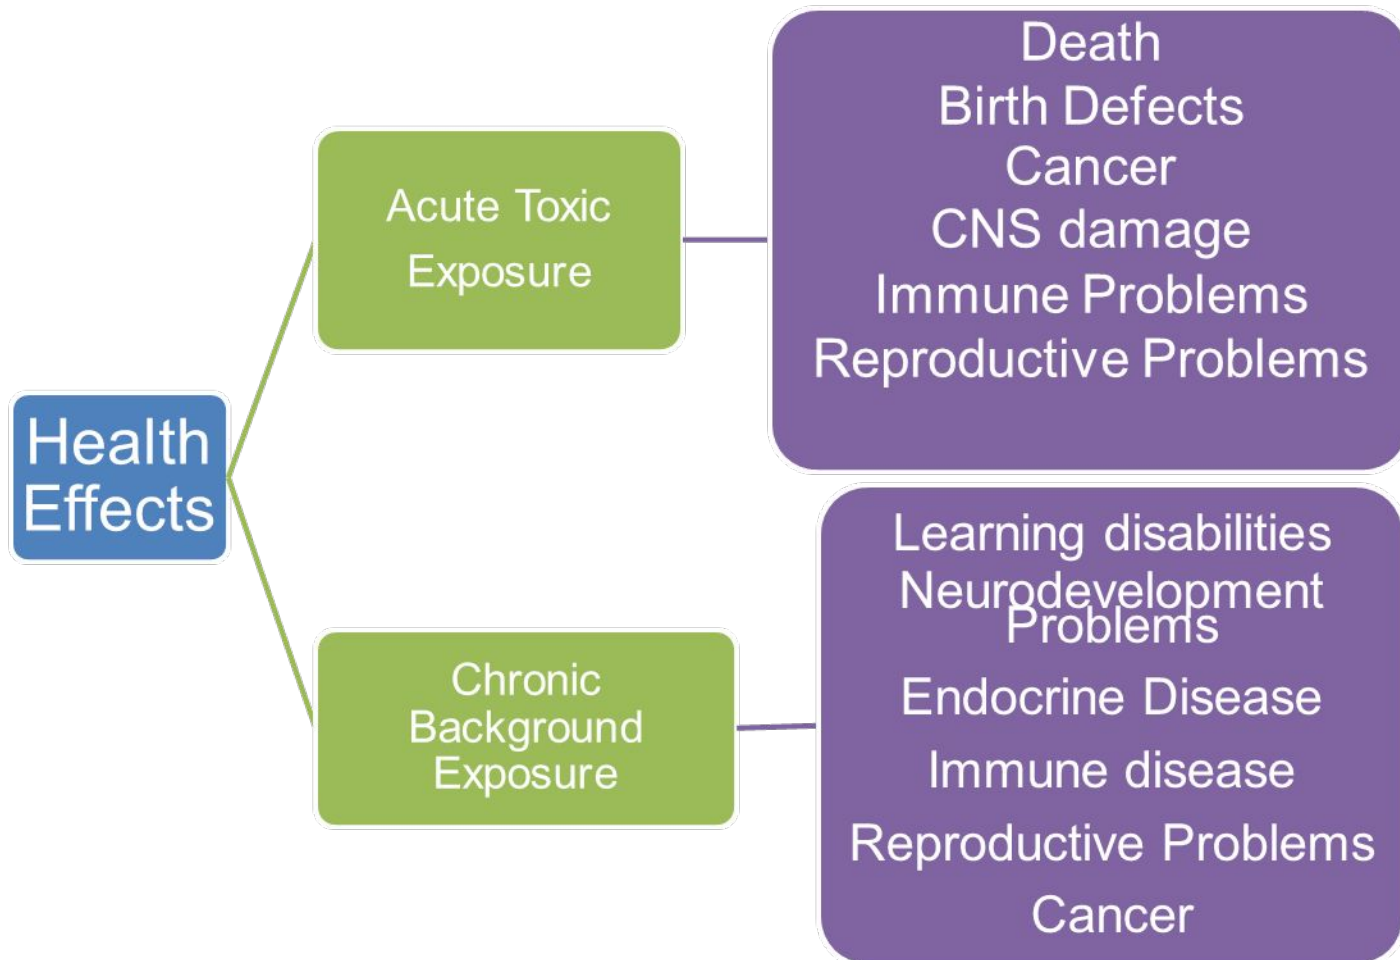 Health
Effects
Acute Toxic
Exposure
Death
Birth Defects
Cancer
CNS damage
Immune Problems
Reproductive Problems
Chronic
Background
Exposure
Learning disabilities
Neurodevelopment
Problems
Endocrine Disease
Immune disease
Reproductive Problems
Cancer